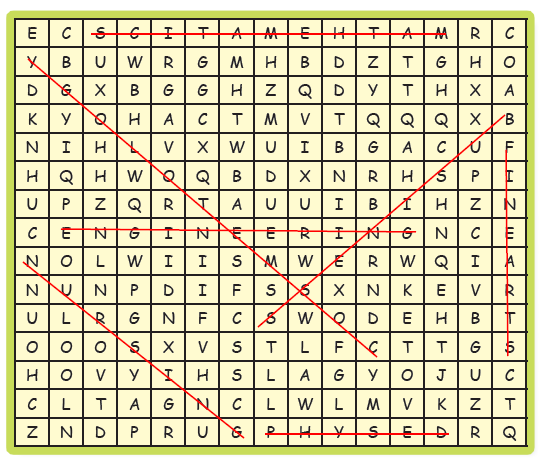 E C S C I T A M E H T A M R C
Y B U W R G M H B D Z T G H O
D G X B G G H Z Q D Y T H X A
K Y O H A C T M V T Q Q Q X B
N I H L V X W U I B G A C U F
H Q H W O Q B D X N R H S P I
U P Z Q R T A U U I B I H Z N
C E N G I N E E R I N G N C E
N O L W I I S M W E R W Q I A
N U N P D I F S S X N K E V R
U L R G N F C S W O D E H B T
O O O S X V S T L F C T T G S
H O V Y I H S L A G Y O J U C
C L T A G N C L W L M V K Z T
Z N D P R U G P H Y S E D R Q